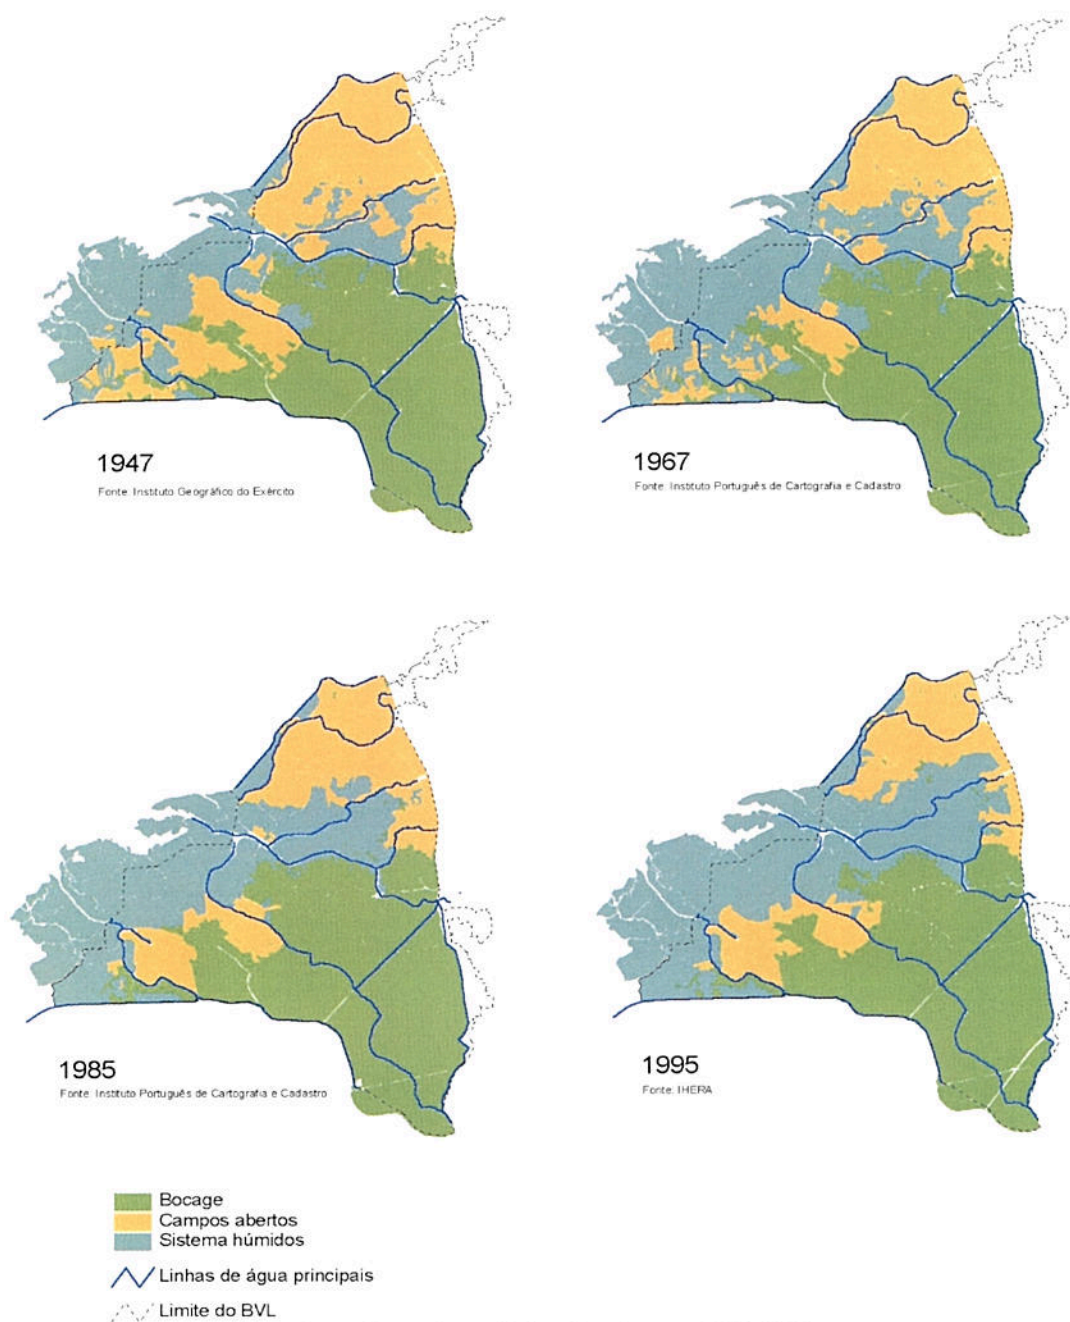 1947
Fonte: Instituto Geográfico do Exército
1967
Fonte: Instituto Português de Cartografia e Cadastro
1985
Fonte: Instituto Português de Cartografia e Cadastro
1995
Fonte: IHERA
Bocage
Campos abertos
Sistema húmidos
Linhas de água principais
Limite do BVL